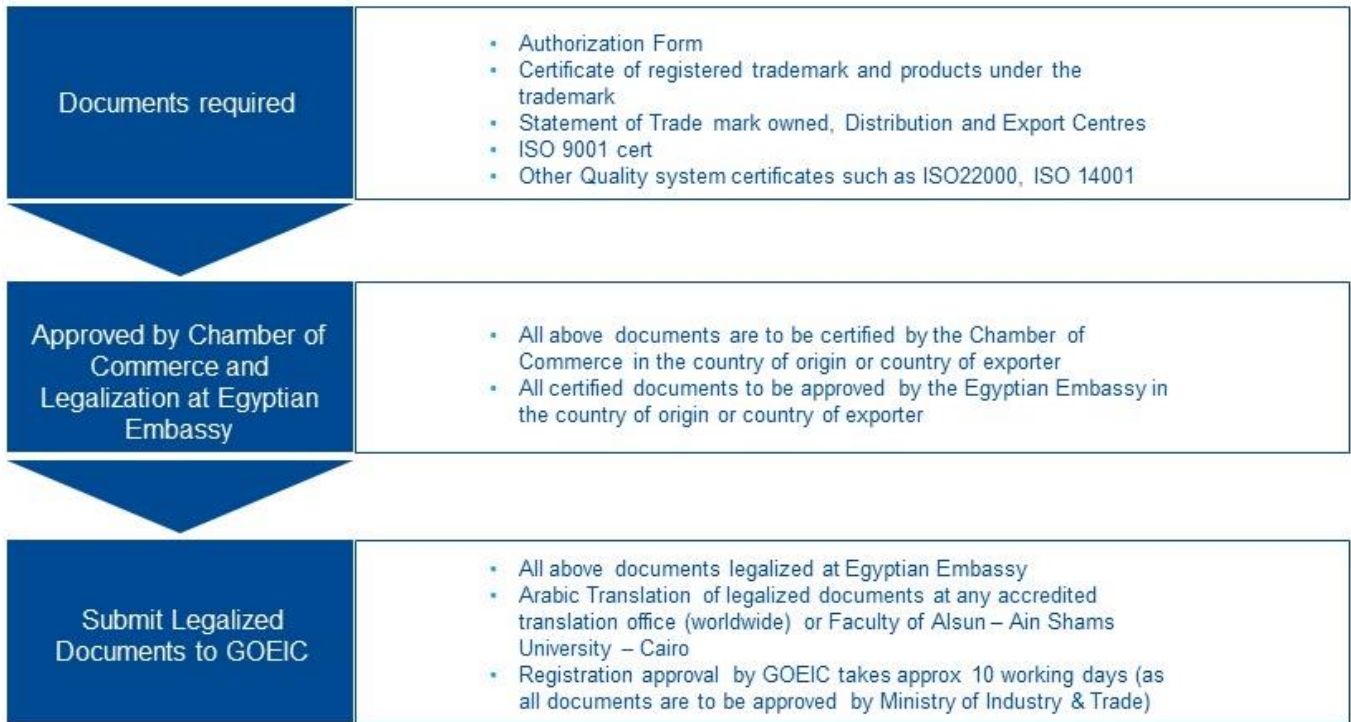 Documents required
• Authorization Form
• Certificate of registered trademark and products under the
trademark
• Statement of Trade mark owned, Distribution and Export Centres
• ISO 9001 cert
• Other Quality system certificates such as ISO22000, ISO 14001
Approved by Chamber of
Commerce and
Legalization at Egyptian
Embassy
• All above documents are to be certified by the Chamber of
Commerce in the country of origin or country of exporter
• All certified documents to be approved by the Egyptian Embassy in
the country of origin or country of exporter
Submit Legalized
Documents to GOEIC
• All above documents legalized at Egyptian Embassy
• Arabic Translation of legalized documents at any accredited
translation office (worldwide) or Faculty of Alsun – Ain Shams
University – Cairo
• Registration approval by GOEIC takes approx 10 working days (as
all documents are to be approved by Ministry of Industry & Trade)